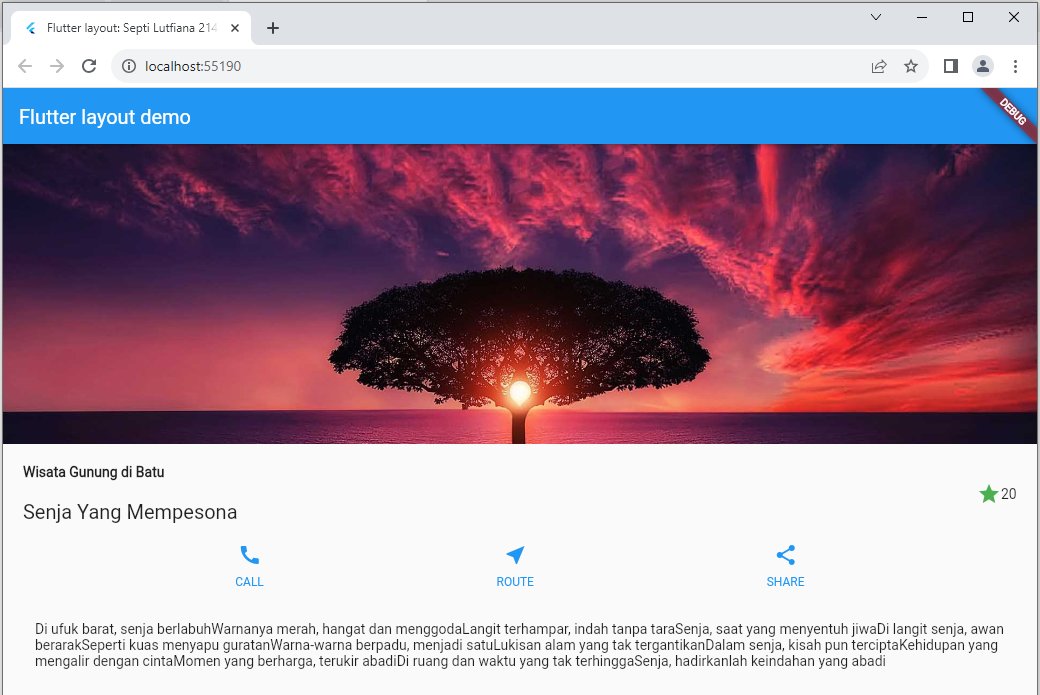 Flutter layout: Septi Lutfiana 214
localhost:55190
Flutter layout demo
DEBUG
Wisata Gunung di Batu
20
Senja Yang Mempesona
CALL ROUTE SHARE
Di ufuk barat, senja berlabuhWarnanya merah, hangat dan menggodaLangit terhampar, indah tanpa taraSenja, saat yang menyentuh jiwaDi langit senja, awan
berarakSeperti kuas menyapu guratanWarna-warna berpadu, menjadi satuLukisan alam yang tak tergantikanDalam senja, kisah pun terciptaKehidupan yang
mengalir dengan cintaMomen yang berharga, terukir abadiDi ruang dan waktu yang tak terhinggaSenja, hadirkanlah keindahan yang abadi